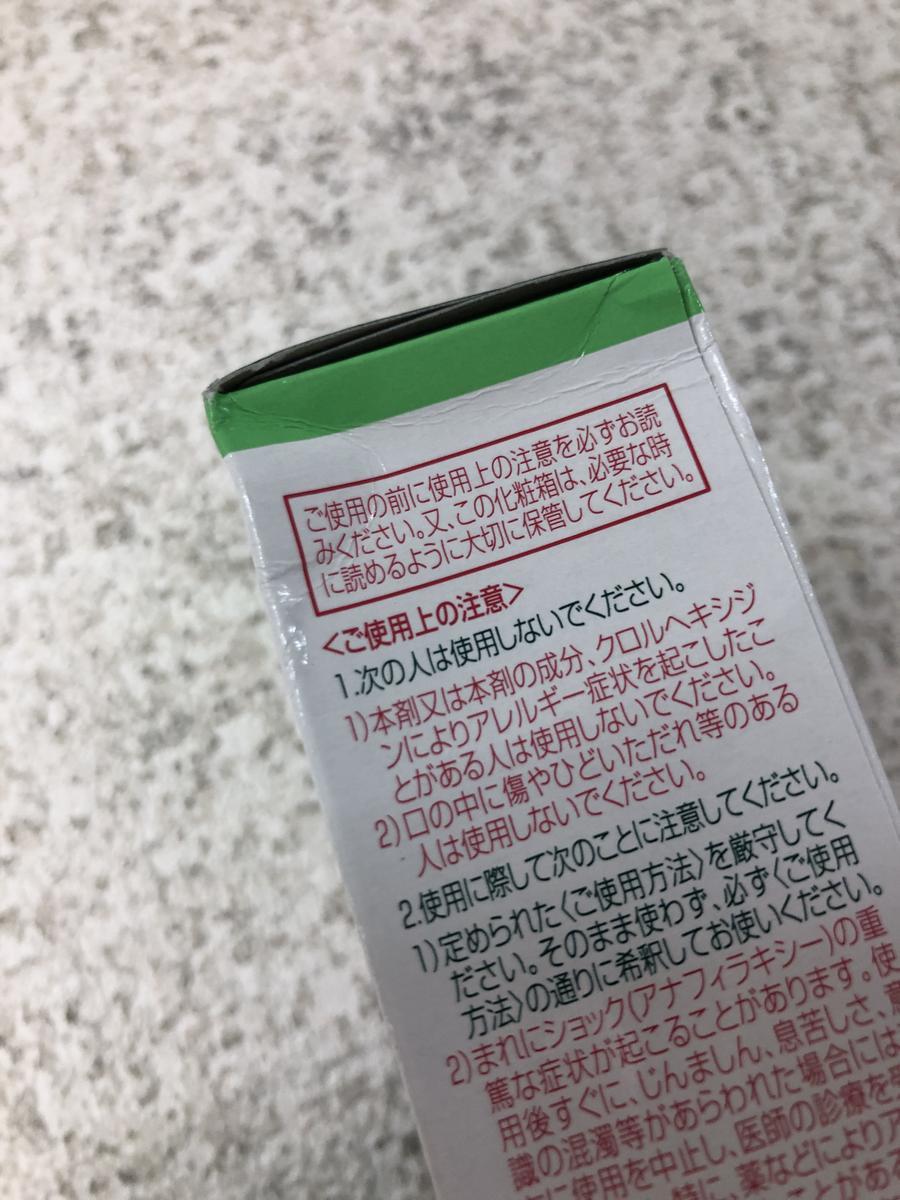 ご使用の前に使用上の注意を必ずお読
みください。又、この化粧箱は、必要な時
に読めるように大切に保管してください。
<ご使用上の注意>
1.次の人は使用しないでください。
1)本剤又は本剤の成分、クロルヘキシジ
ンによりアレルギー症状を起こしたこ
とがある人は使用しないでください。
2)口の中に傷やひどいただれ等のある
人は使用しないでください。
2.使用に際して次のことに注意してください。
1)定められた〈ご使用方法〉を厳守してく
ださい。そのまま使わず、必ず〈ご使用
方法〉の通りに希釈してお使いください。
2)まれにショック(アナフィラキシー)の重
篤な症状が起こることがあります。使
用後すぐに、じんましん、息苦しさ、意
識の混濁等があらわれた場合には
に使用を中止し、医師の診療を受
特に、薬などによりア
ことがある